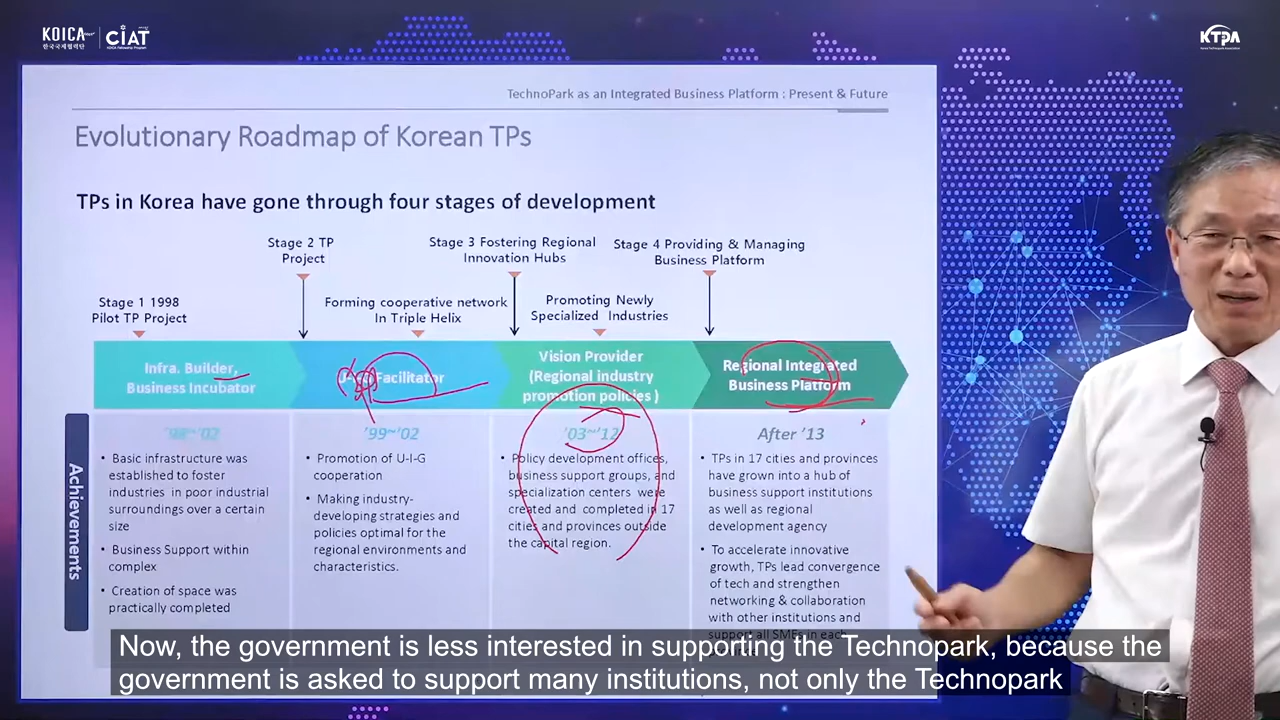 KOICA
한국국제협력단
CIAT
KOICA Fellowship Program
KTPA
Korea Technopark Association
TechnoPark as an Integrated Business Platform : Present & Future
Evolutionary Roadmap of Korean TPs
TPs in Korea have gone through four stages of development
Stage 1 1998
Pilot TP Project
Stage 2 TP
Project
Forming cooperative network
In Triple Helix
Stage 3 Fostering Regional
Innovation Hubs
Promoting Newly
Specialized Industries
Stage 4 Providing & Managing
Business Platform
Infra. Builder,
Business Incubator
Facilitator
Vision Provider
(Regional industry
promotion policies )
Regional Integrated
Business Platform
Achievements
'98~'02
Basic infrastructure was
established to foster
industries in poor industrial
surroundings over a certain
size
Business Support within
complex
Creation of space was
practically completed
'99~'02
Promotion of U-I-G
cooperation
Making industry-
developing strategies and
policies optimal for the
regional environments and
characteristics.
'03~'12
Policy development offices,
business support groups, and
specialization centers were
created and completed in 17
cities and provinces outside
the capital region.
After '13
TPs in 17 cities and provinces
have grown into a hub of
business support institutions
as well as regional
development agency
To accelerate innovative
growth, TPs lead convergence
of tech and strengthen
networking & collaboration
with other institutions and
support all SMEs in each
Now, the government is less interested in supporting the Technopark, because the
government is asked to support many institutions, not only the Technopark